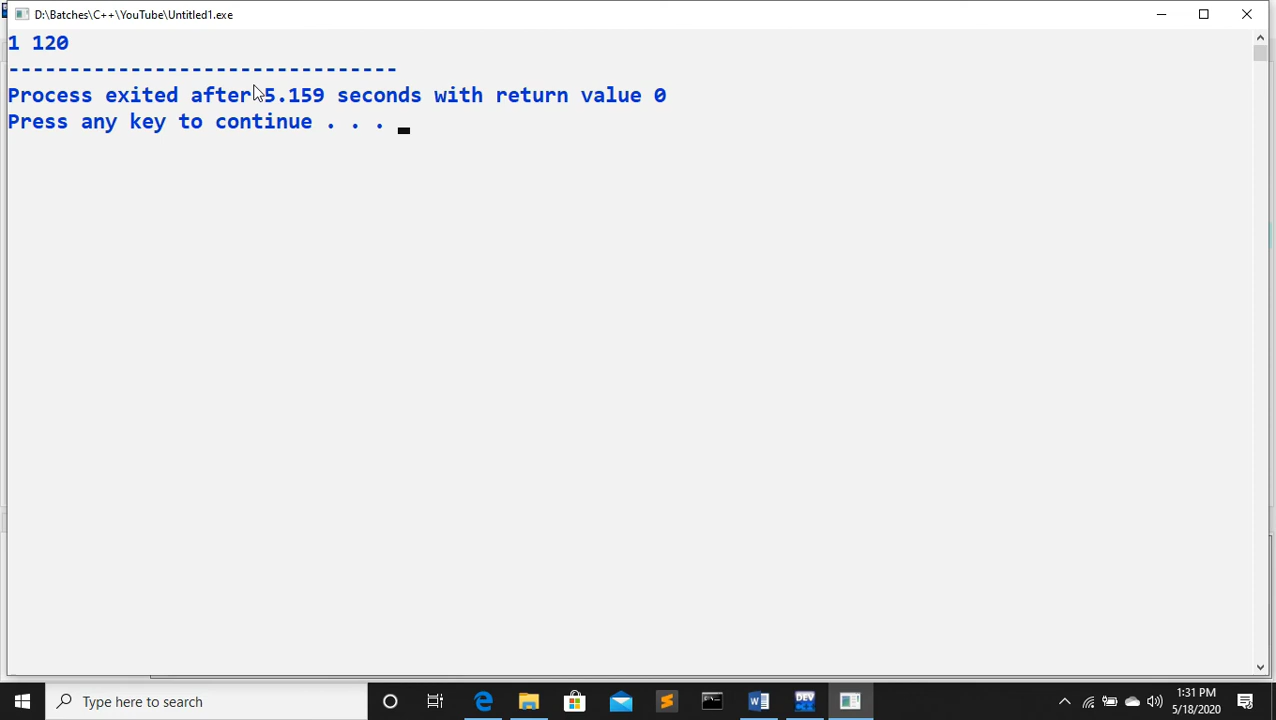 D:\Batches\C++\YouTube\Untitled1.exe
1 120
--------------------------------
Process exited after 5.159 seconds with return value 0
Press any key to continue . . .
Type here to search
DEV
1:31 PM
5/18/2020